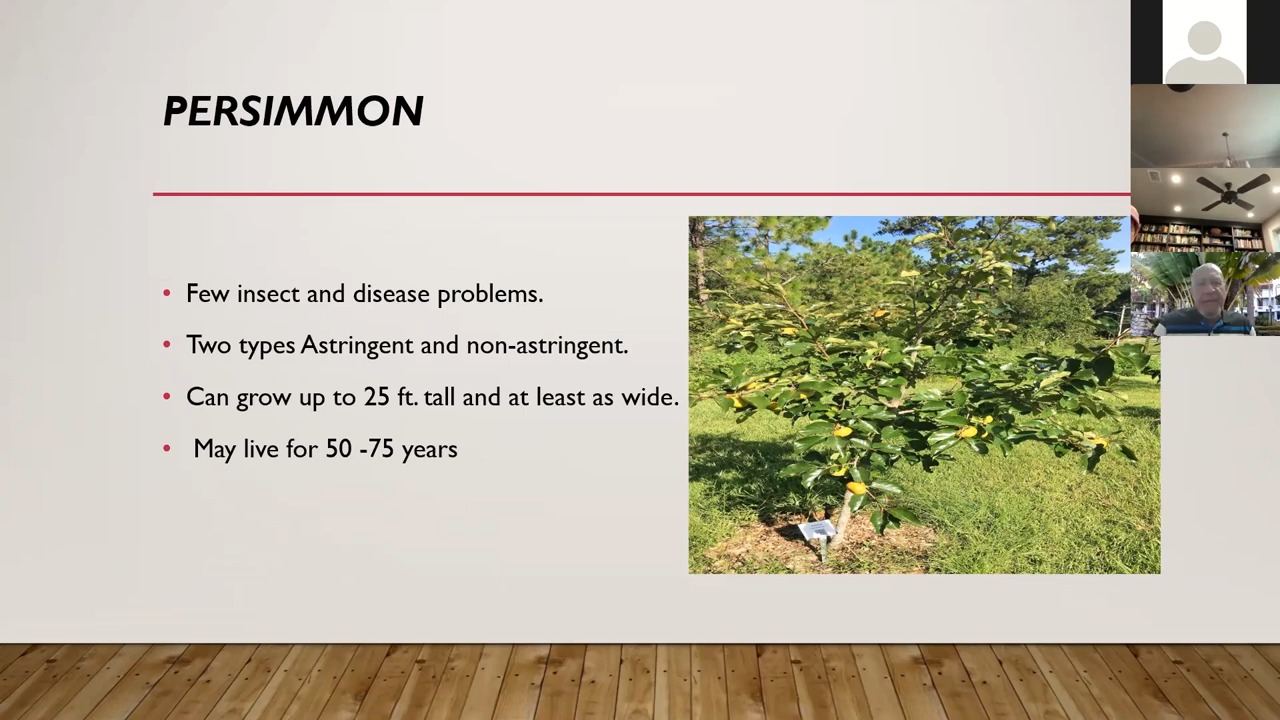 PERSIMMON
• Few insect and disease problems.
• Two types Astringent and non-astringent.
• Can grow up to 25 ft. tall and at least as wide.
• May live for 50 -75 years